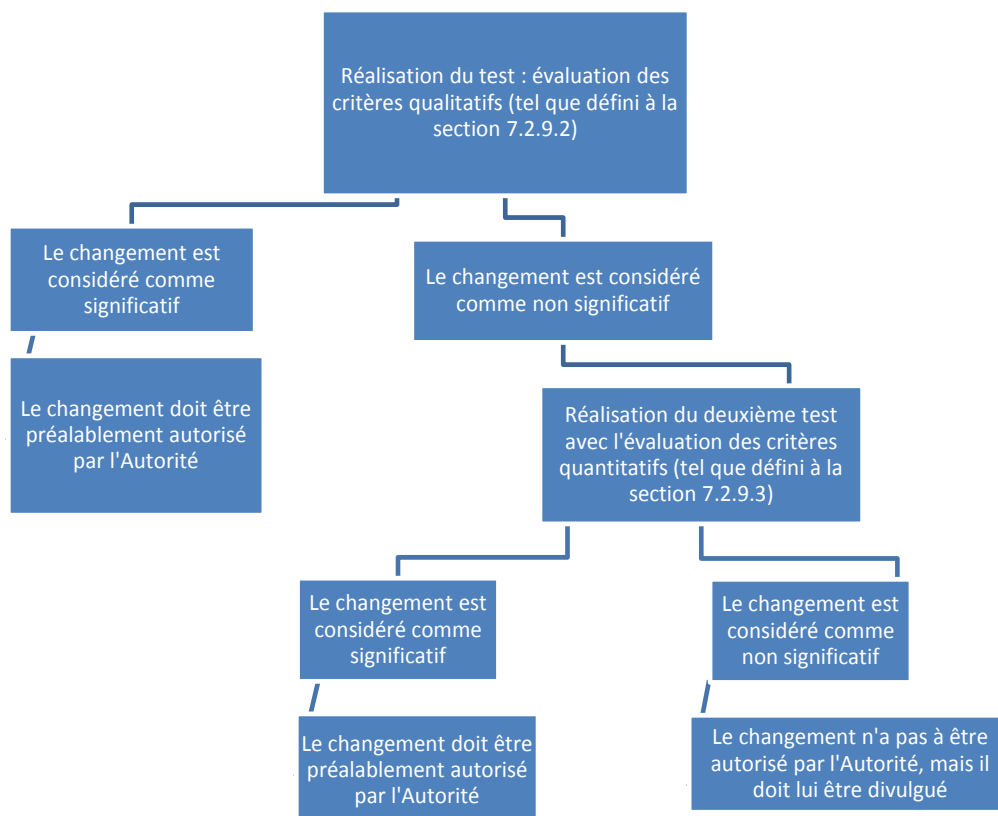 Réalisation du test : évaluation des
critères qualitatifs (tel que défini à la
section 7.2.9.2)
Le changement est
considéré comme
significatif
Le changement est considéré
comme non significatif
Le changement doit être
préalablement autorisé
par l'Autorité
Réalisation du deuxième test
avec l'évaluation des critères
quantitatifs (tel que défini à la
section 7.2.9.3)
Le changement est
considéré comme
significatif
Le changement est
considéré comme
non significatif
Le changement doit être
préalablement autorisé
par l'Autorité
Le changement n'a pas à être
autorisé par l'Autorité, mais il
doit lui être divulgué